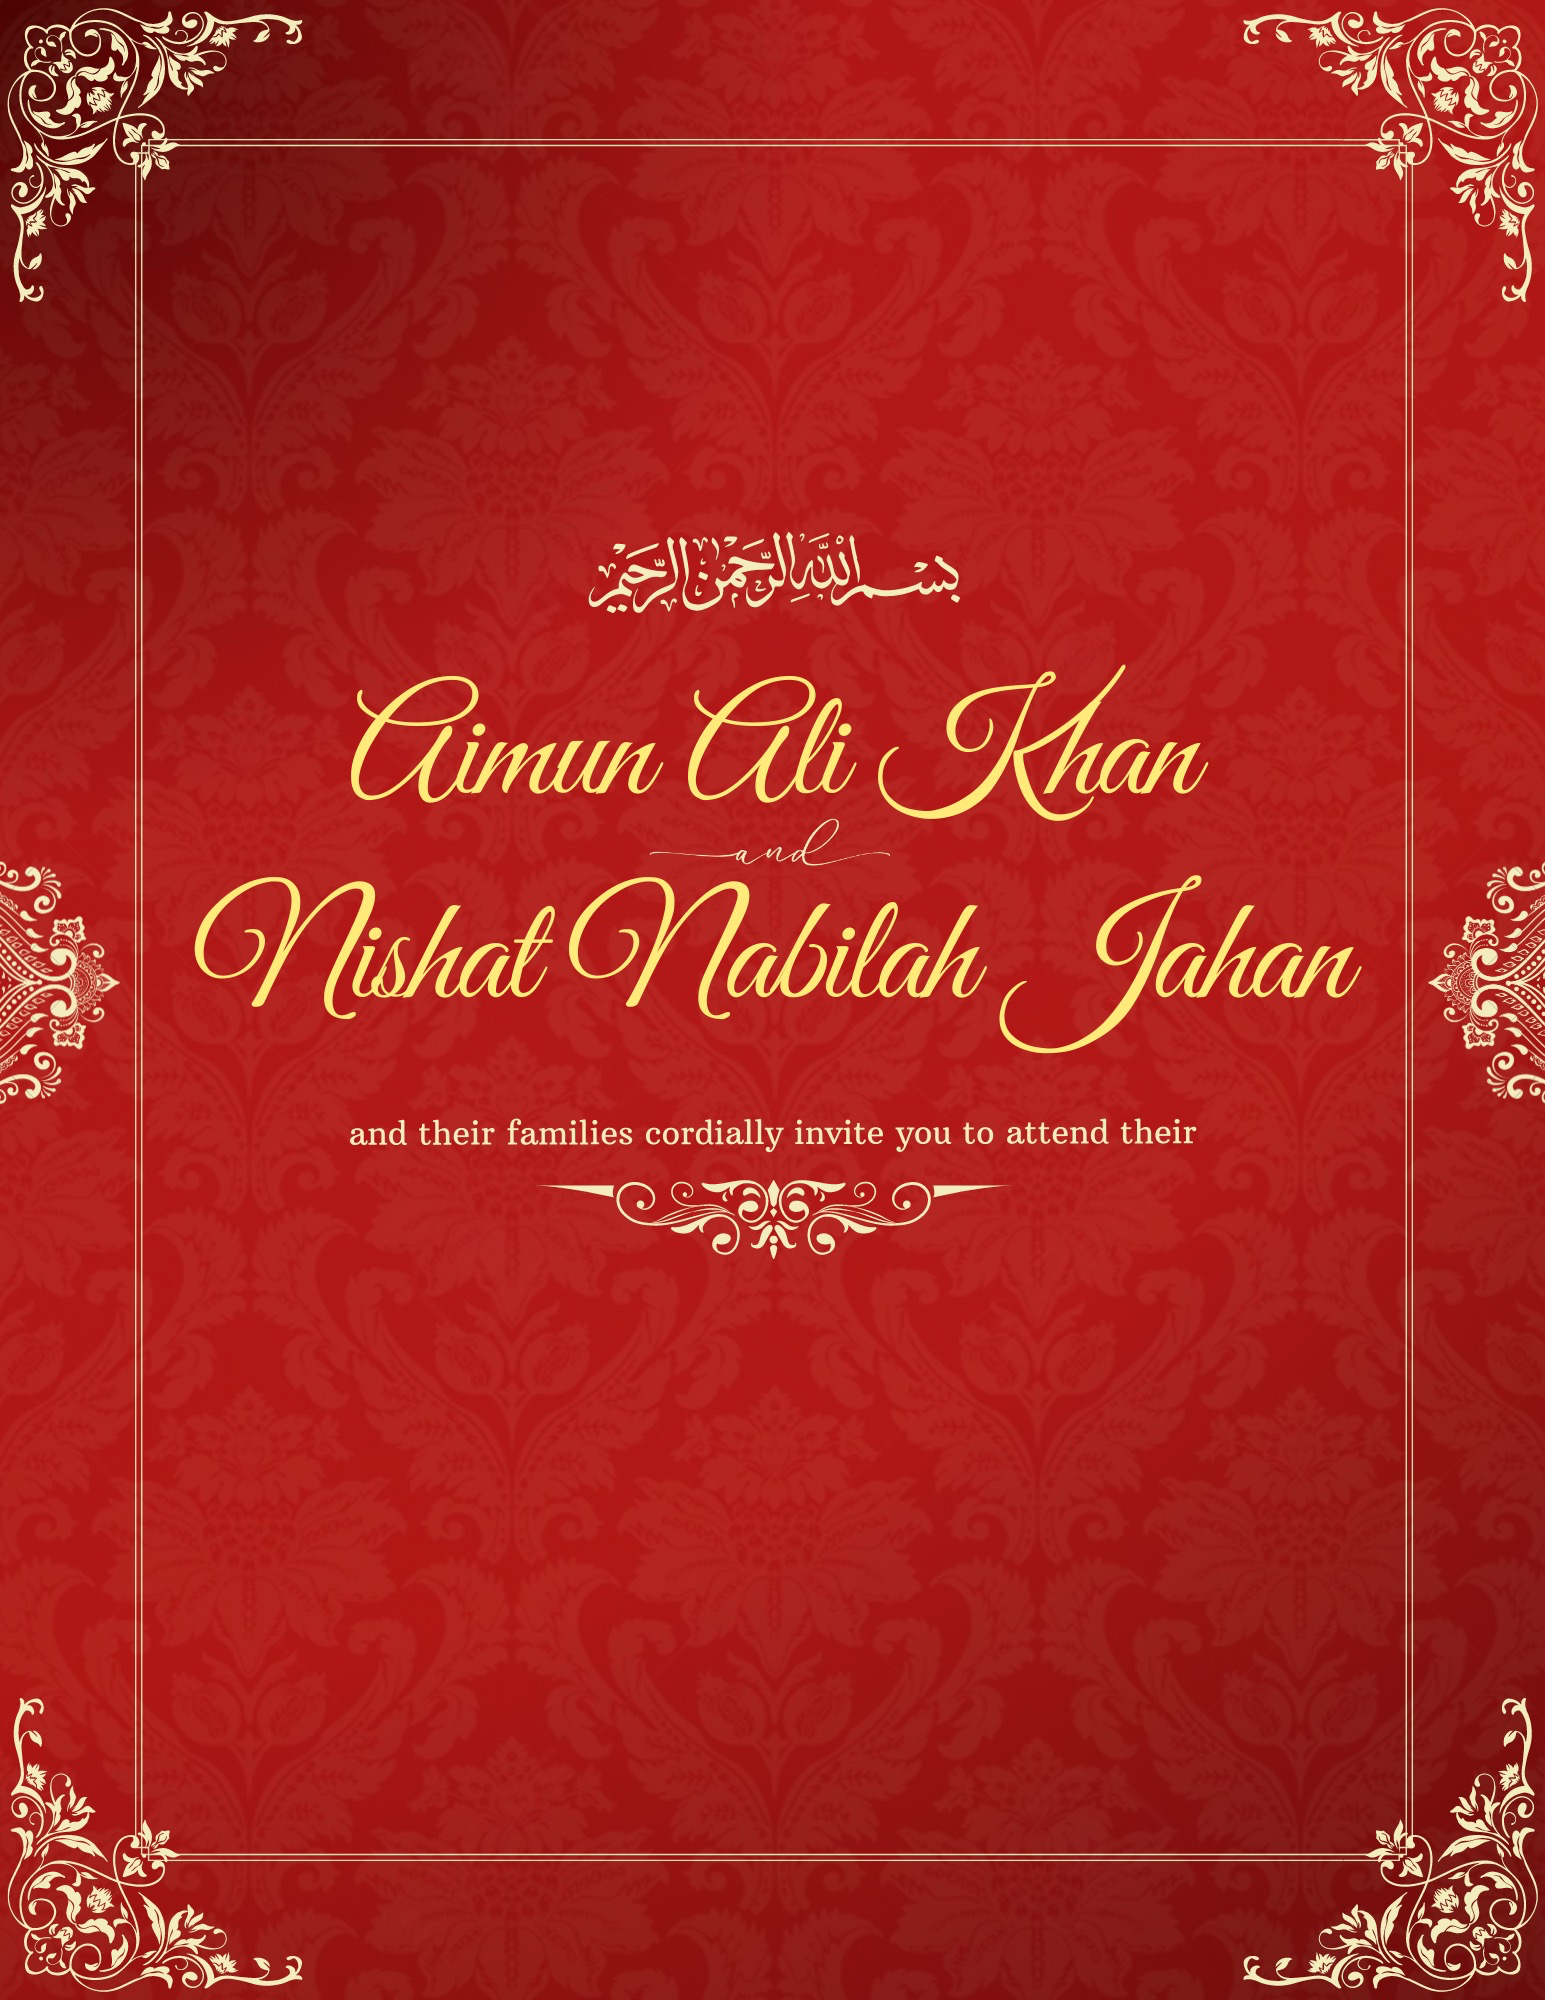 بسم الله الرحمن الرحيم
Aimun Ali Khan
and
Nishat Nabilah Jahan
and their families cordially invite you to attend their